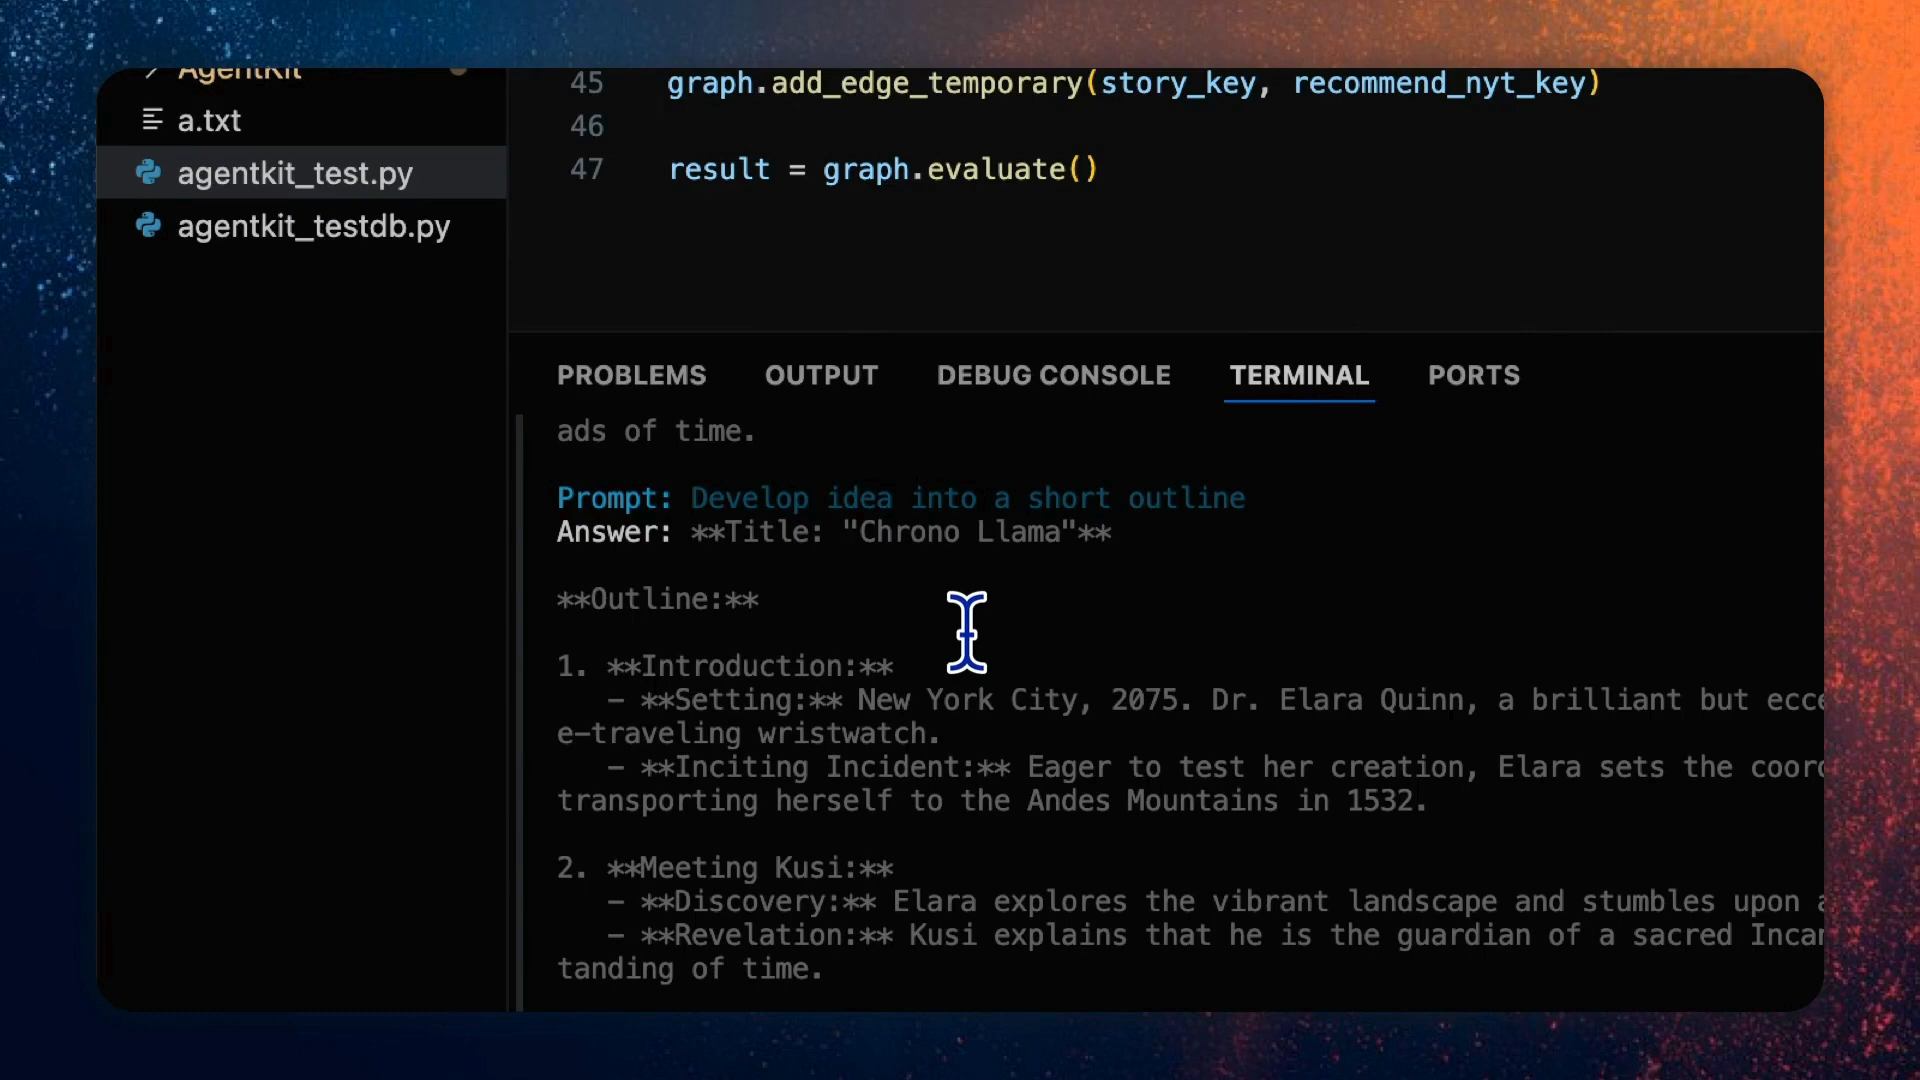 AgentKit
a.txt
agentkit_test.py
agentkit_testdb.py
45 graph.add_edge_temporary(story_key, recommend_nyt_key)
46
47 result = graph.evaluate()
PROBLEMS OUTPUT DEBUG CONSOLE TERMINAL PORTS
ads of time.
Prompt: Develop idea into a short outline
Answer: **Title: "Chrono Llama"**
**Outline:**
1. **Introduction:**
– **Setting:** New York City, 2075. Dr. Elara Quinn, a brilliant but ecce
e-traveling wristwatch.
– **Inciting Incident:** Eager to test her creation, Elara sets the coord
transporting herself to the Andes Mountains in 1532.
2. **Meeting Kusi:**
– **Discovery:** Elara explores the vibrant landscape and stumbles upon a
– **Revelation:** Kusi explains that he is the guardian of a sacred Incan
tanding of time.